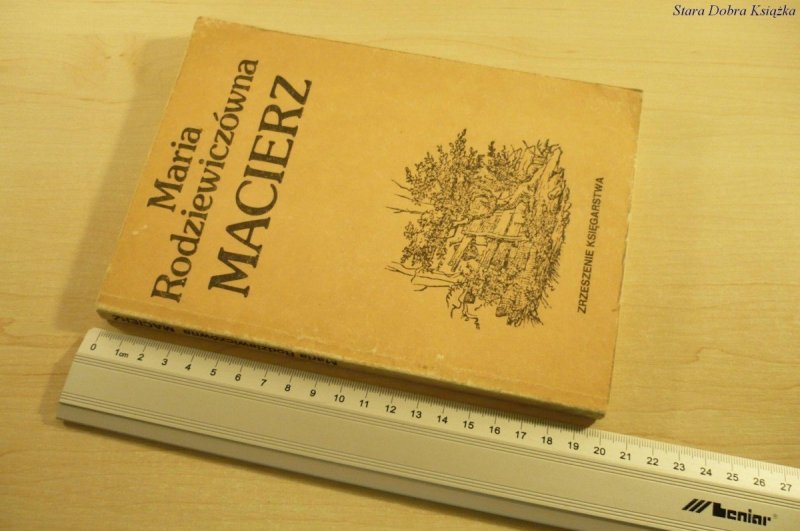 Stara Dobra Książka
Maria
Rodziewiczówna
MACIERZ
ZRZESZENIE KSIĘGARSTWA
Maria Rodziewiczówna MACIERZ
0 1cm 2 3 4 5 6 7 8 9 10 11 12 13 14 15 16 17 18 19 20 21 22 23 24 25 26 27
leniar®